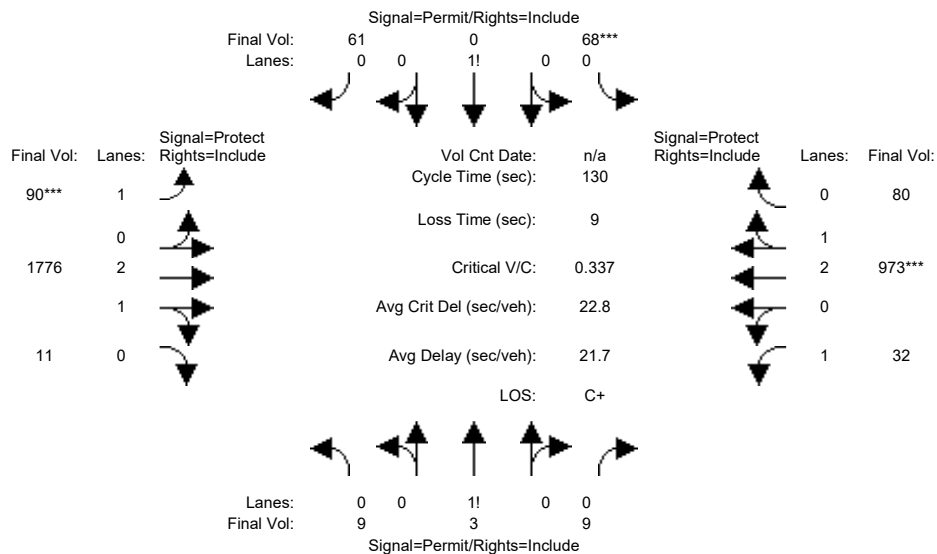 Signal=Permit/Rights=Include
Final Vol: 61 0 68***
Lanes: 0 0 1! 0 0
Signal=Protect Signal=Protect
Final Vol: Lanes: Rights=Include Vol Cnt Date: n/a Rights=Include Lanes: Final Vol:
Cycle Time (sec): 130
90*** 1 0 80
Loss Time (sec): 9
0 1
1776 2 Critical V/C: 0.337 2 973***
1 Avg Crit Del (sec/veh): 22.8 0
11 0 Avg Delay (sec/veh): 21.7 1 32
LOS: C+
Lanes: 0 0 1! 0 0
Final Vol: 9 3 9
Signal=Permit/Rights=Include